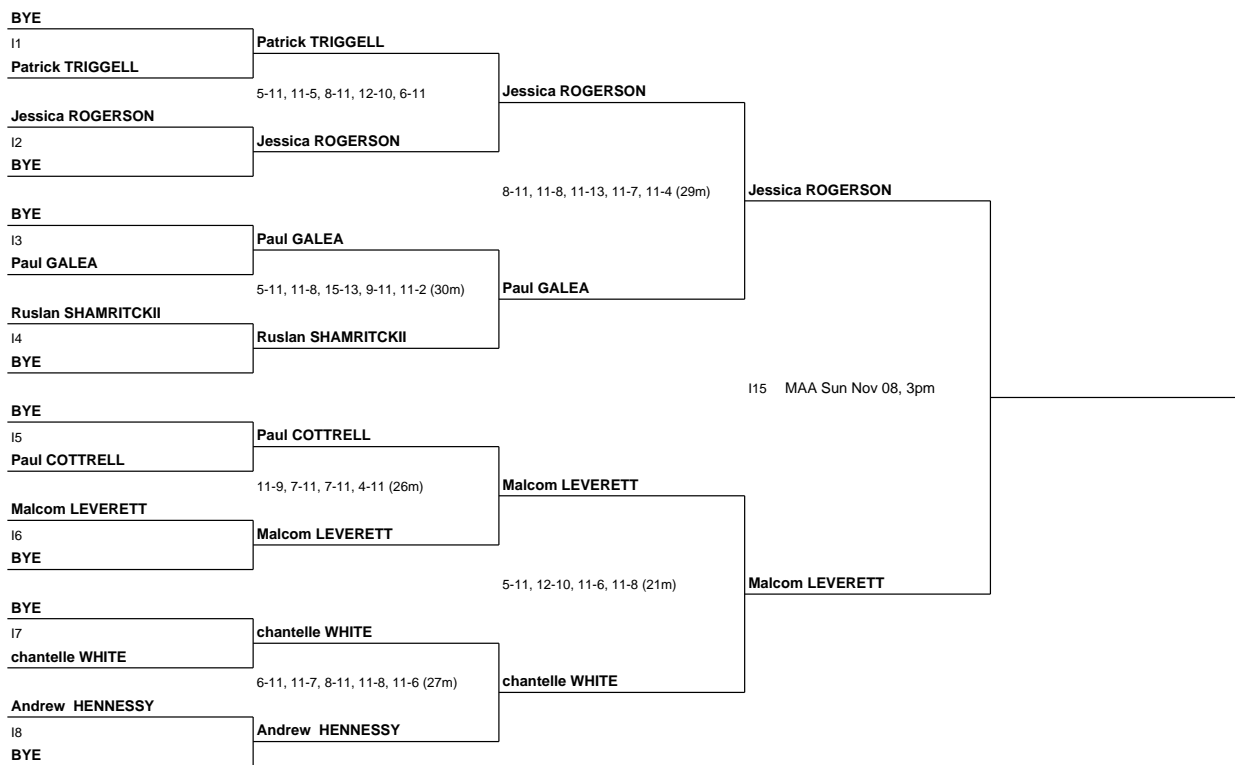 BYE
I1
Patrick TRIGGELL
Patrick TRIGGELL
5-11, 11-5, 8-11, 12-10, 6-11
Jessica ROGERSON
Jessica ROGERSON
I2
BYE
Jessica ROGERSON
8-11, 11-8, 11-13, 11-7, 11-4 (29m)
Jessica ROGERSON
BYE
I3
Paul GALEA
Paul GALEA
5-11, 11-8, 15-13, 9-11, 11-2 (30m)
Paul GALEA
Ruslan SHAMRITCKII
I4
BYE
Ruslan SHAMRITCKII
I15 MAA Sun Nov 08, 3pm
BYE
I5
Paul COTTRELL
Paul COTTRELL
11-9, 7-11, 7-11, 4-11 (26m)
Malcom LEVERETT
Malcom LEVERETT
I6
BYE
Malcom LEVERETT
5-11, 12-10, 11-6, 11-8 (21m)
Malcom LEVERETT
BYE
I7
chantelle WHITE
chantelle WHITE
6-11, 11-7, 8-11, 11-8, 11-6 (27m)
chantelle WHITE
Andrew HENNESSY
I8
BYE
Andrew HENNESSY